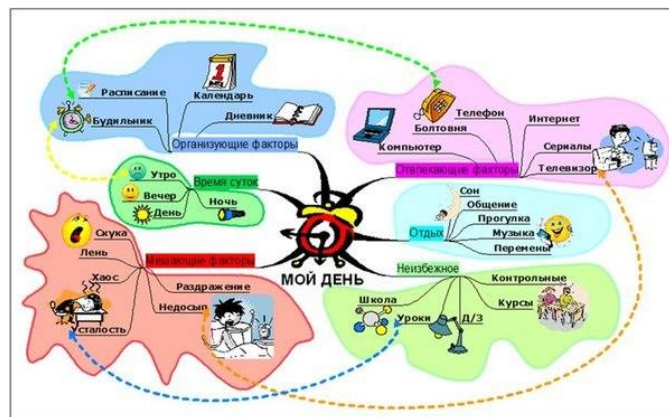 Расписание
Календарь
Будильник
Дневник
Организующие факторы
Телефон
Болтовня
Компьютер
Интернет
Сериалы
Телевизор
Отвлекающие факторы
Утро
Время суток
Вечер
Ночь
День
Сон
Общение
Отдых
Прогулка
Музыка
Перемены
Скука
Мешающие факторы
Лень
Хаос
Раздражение
Недосып
Усталость
МОЙ ДЕНЬ
Неизбежное
Контрольные
Школа
Курсы
Уроки
Д/З